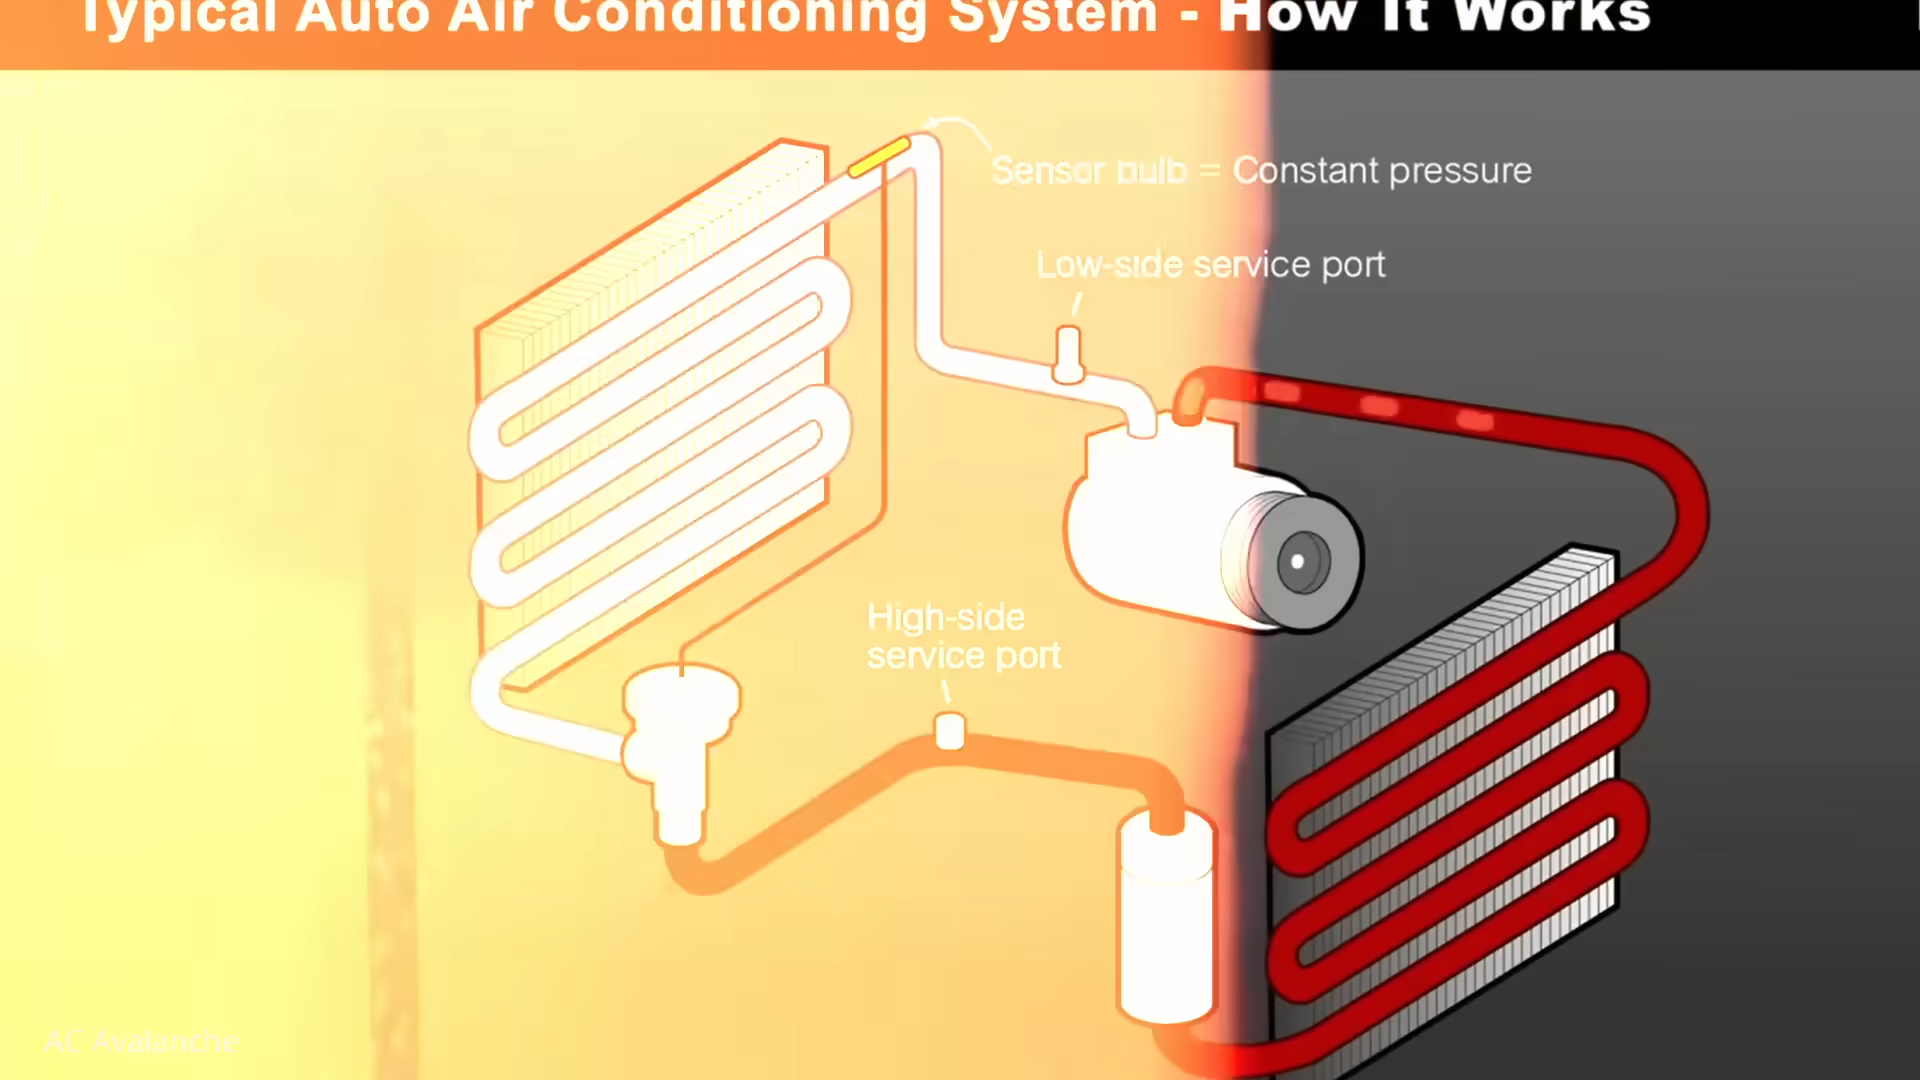 Typical Auto Air Conditioning System - How It Works
Sensor bulb = Constant pressure
Low-side service port
High-side
service port
AC Avalanche